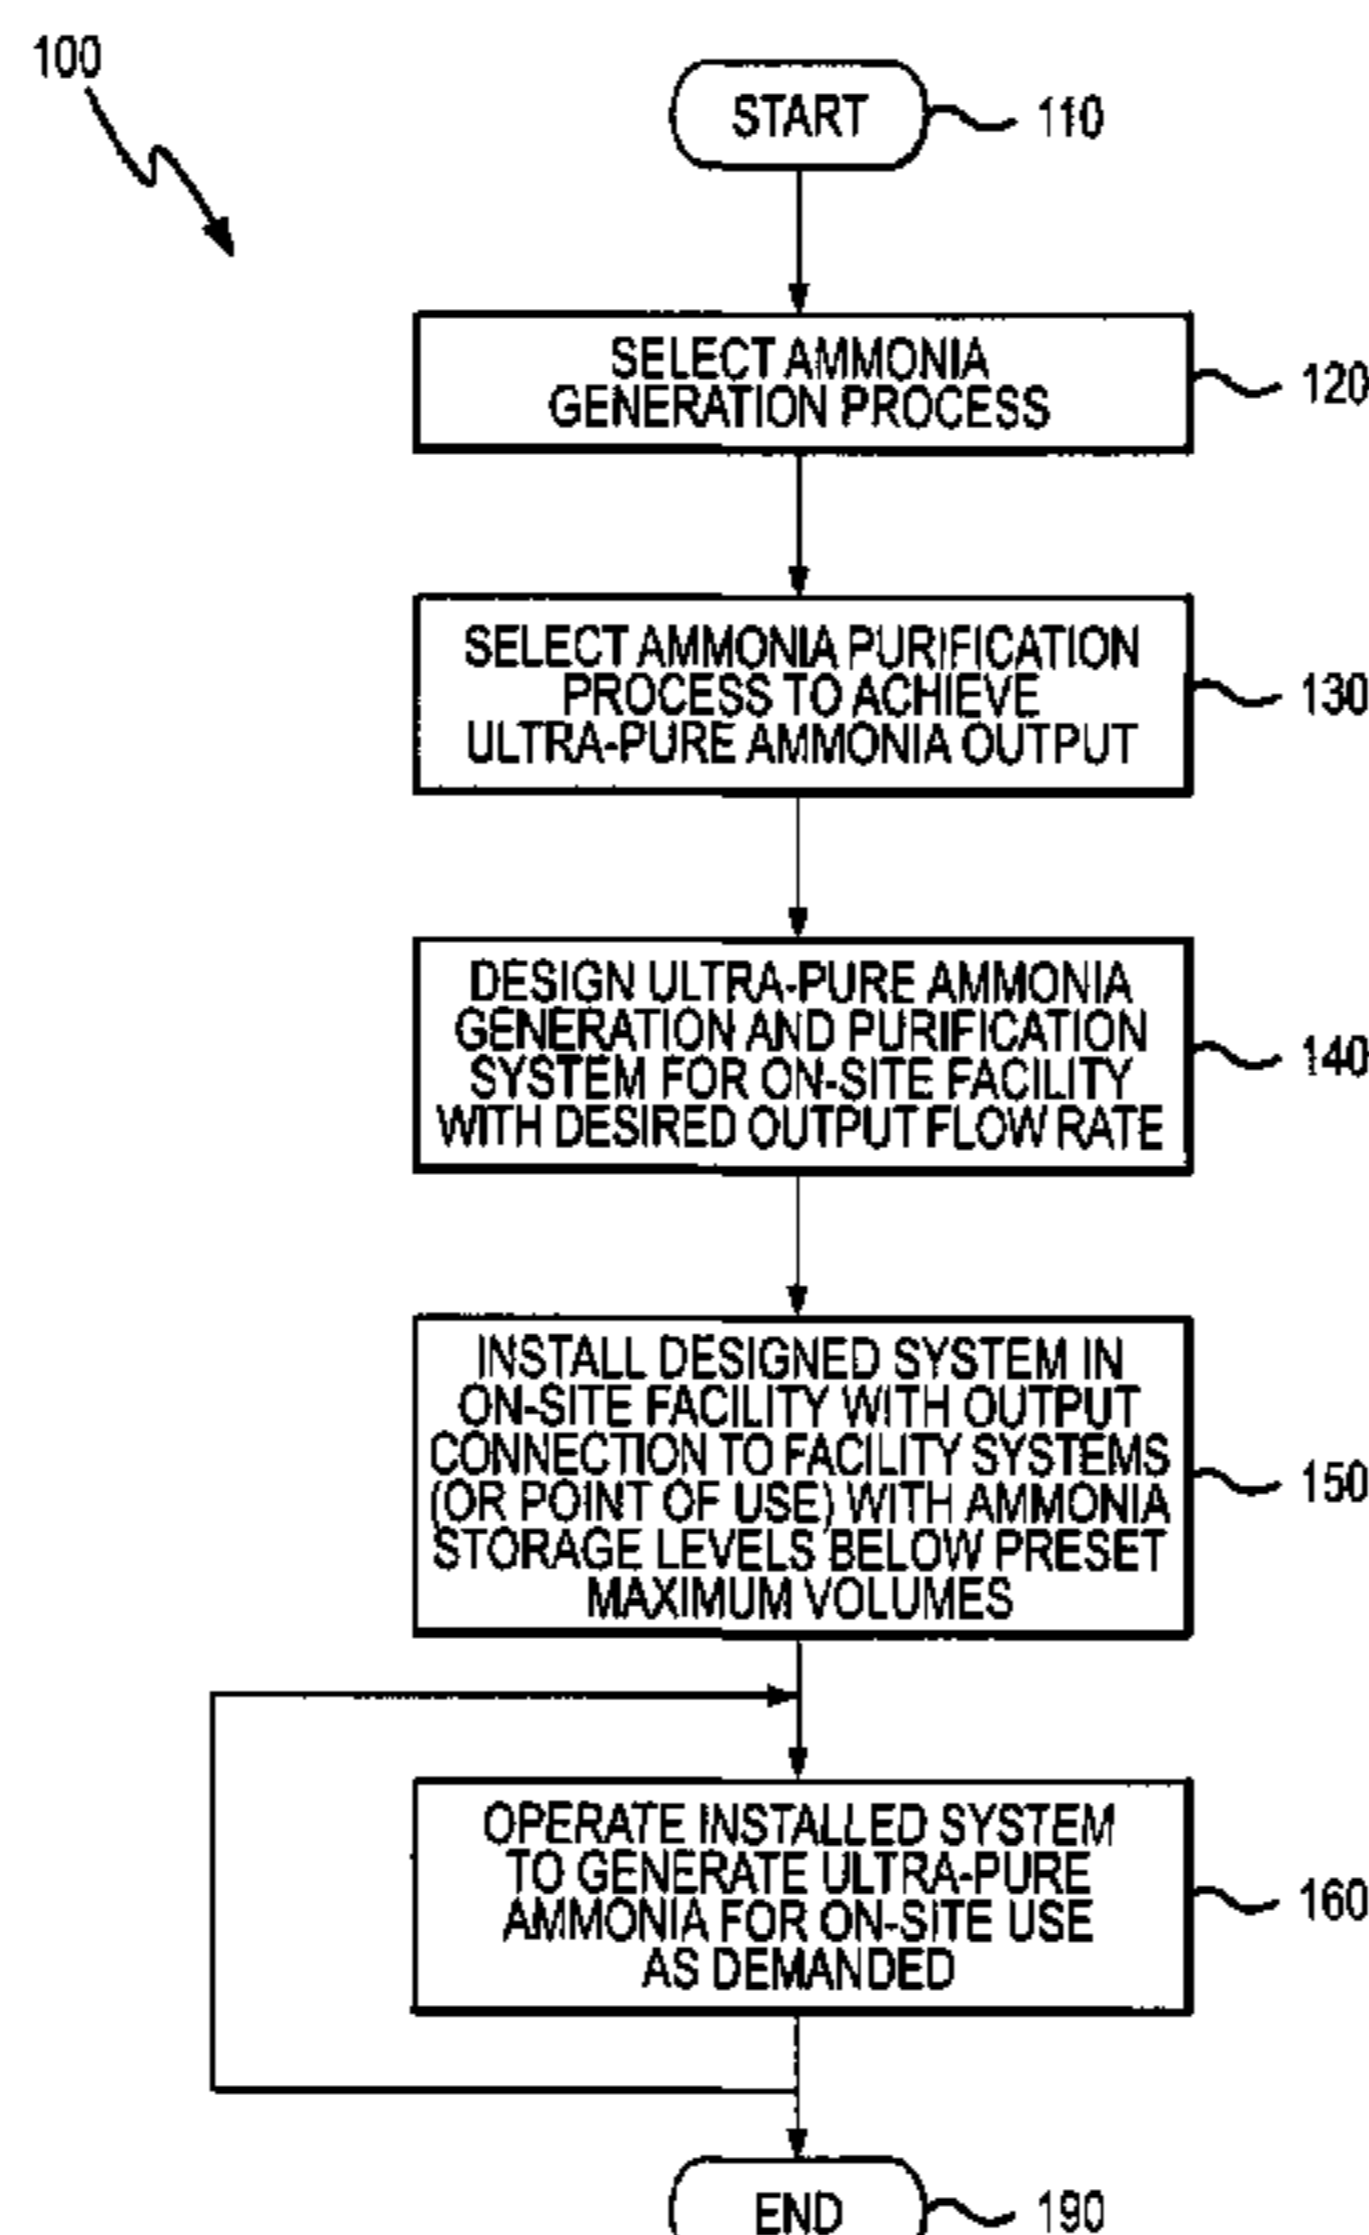 100
START
110
SELECT AMMONIA
GENERATION PROCESS
120
SELECT AMMONIA PURIFICATION
PROCESS TO ACHIEVE
ULTRA-PURE AMMONIA OUTPUT
130
DESIGN ULTRA-PURE AMMONIA
GENERATION AND PURIFICATION
SYSTEM FOR ON-SITE FACILITY
WITH DESIRED OUTPUT FLOW RATE
140
INSTALL DESIGNED SYSTEM IN
ON-SITE FACILITY WITH OUTPUT
CONNECTION TO FACILITY SYSTEMS
(OR POINT OF USE) WITH AMMONIA
STORAGE LEVELS BELOW PRESET
MAXIMUM VOLUMES
150
OPERATE INSTALLED SYSTEM
TO GENERATE ULTRA-PURE
AMMONIA FOR ON-SITE USE
AS DEMANDED
160
END
190